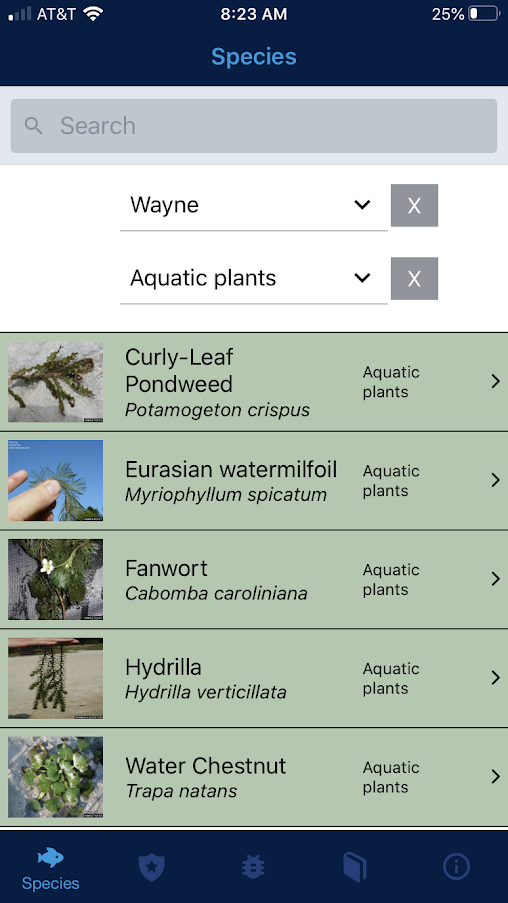 AT&T 8:23 AM 25%
Species
Search
Wayne X
Aquatic plants X
Curly-Leaf
Pondweed
Potamogeton crispus
Aquatic
plants
Eurasian watermilfoil
Myriophyllum spicatum
Aquatic
plants
Fanwort
Cabomba caroliniana
Aquatic
plants
Hydrilla
Hydrilla verticillata
Aquatic
plants
Water Chestnut
Trapa natans
Aquatic
plants
Species